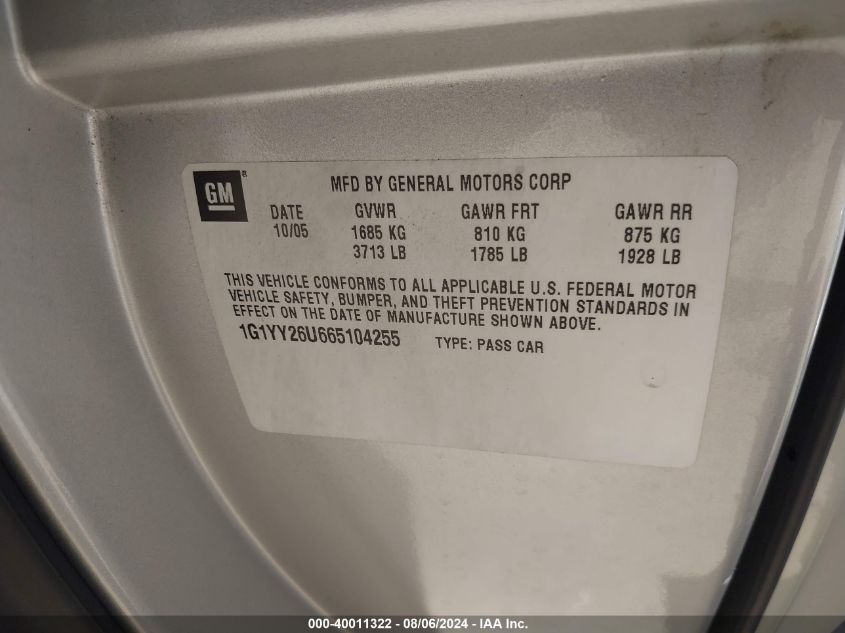 GM®
MFD BY GENERAL MOTORS CORP
DATE GVWR GAWR FRT GAWR RR
10/05 1685 KG 810 KG 875 KG
3713 LB 1785 LB 1928 LB
THIS VEHICLE CONFORMS TO ALL APPLICABLE U.S. FEDERAL MOTOR
VEHICLE SAFETY, BUMPER, AND THEFT PREVENTION STANDARDS IN
EFFECT ON THE DATE OF MANUFACTURE SHOWN ABOVE.
1G1YY26U665104255 TYPE: PASS CAR
000-40011322 - 08/06/2024 - IAA Inc.